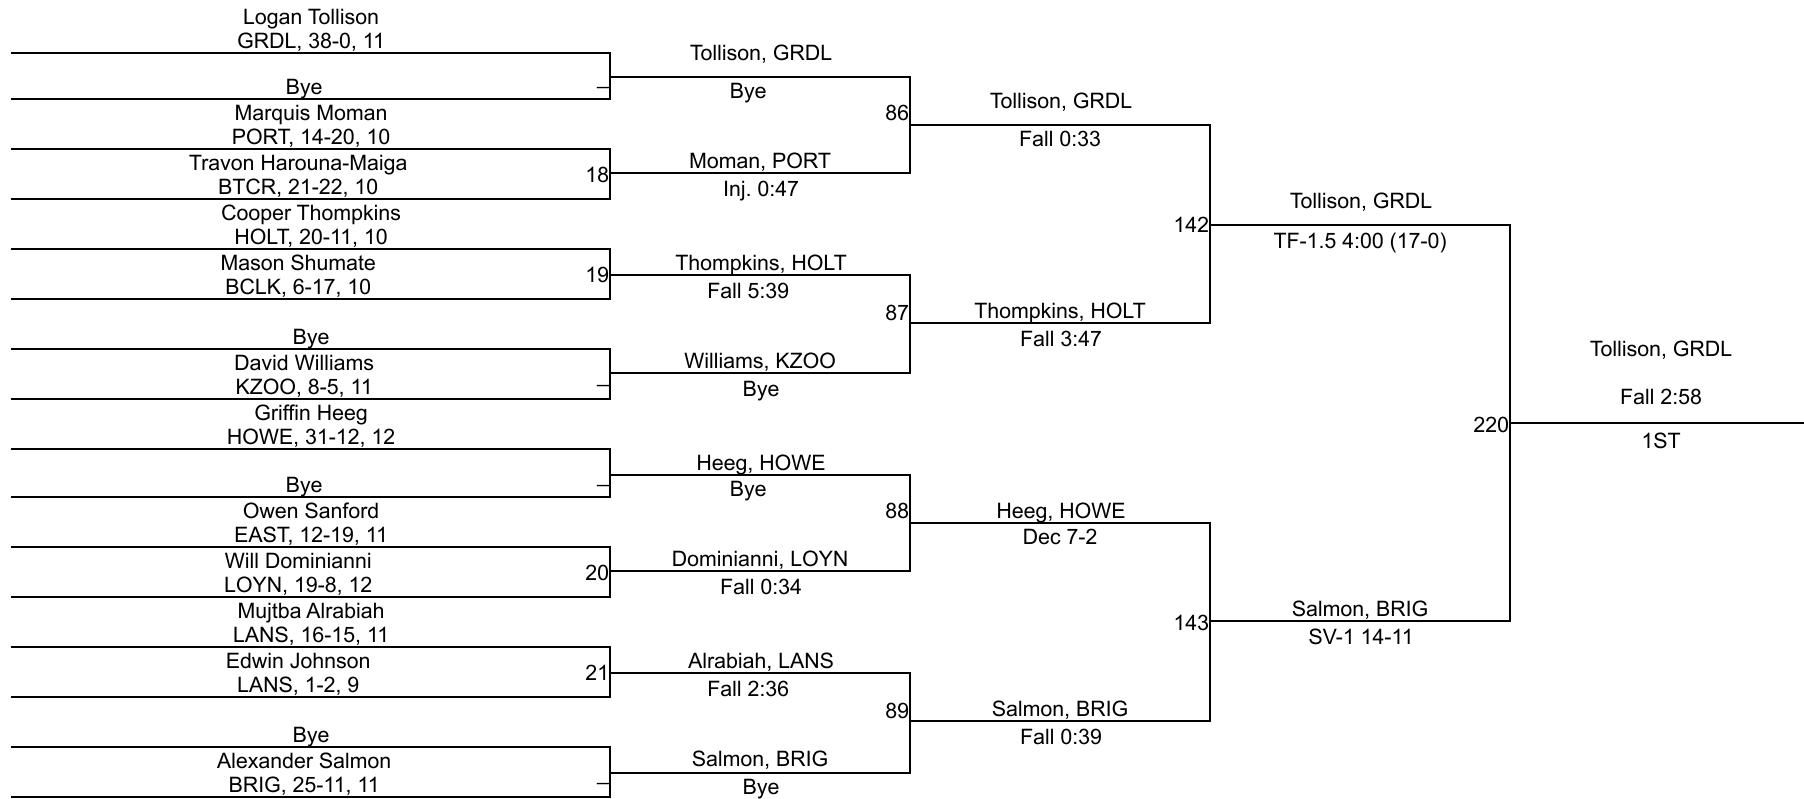 Logan Tollison
GRDL, 38-0, 11
Bye
–
Marquis Moman
PORT, 14-20, 10
Travon Harouna-Maiga
BTCR, 21-22, 10
18
Cooper Thompkins
HOLT, 20-11, 10
Mason Shumate
BCLK, 6-17, 10
19
Bye
David Williams
KZOO, 8-5, 11
–
Griffin Heeg
HOWE, 31-12, 12
Bye
–
Owen Sanford
EAST, 12-19, 11
Will Dominianni
LOYN, 19-8, 12
20
Mujtba Alrabiah
LANS, 16-15, 11
Edwin Johnson
LANS, 1-2, 9
21
Bye
Alexander Salmon
BRIG, 25-11, 11
–
Tollison, GRDL
Bye
86
Moman, PORT
Inj. 0:47
Thompkins, HOLT
Fall 5:39
87
Williams, KZOO
Bye
Heeg, HOWE
Bye
88
Dominianni, LOYN
Fall 0:34
Alrabiah, LANS
Fall 2:36
89
Salmon, BRIG
Bye
Tollison, GRDL
Fall 0:33
142
Thompkins, HOLT
Fall 3:47
Heeg, HOWE
Dec 7-2
143
Salmon, BRIG
Fall 0:39
Tollison, GRDL
TF-1.5 4:00 (17-0)
220
Salmon, BRIG
SV-1 14-11
Tollison, GRDL
Fall 2:58
1ST